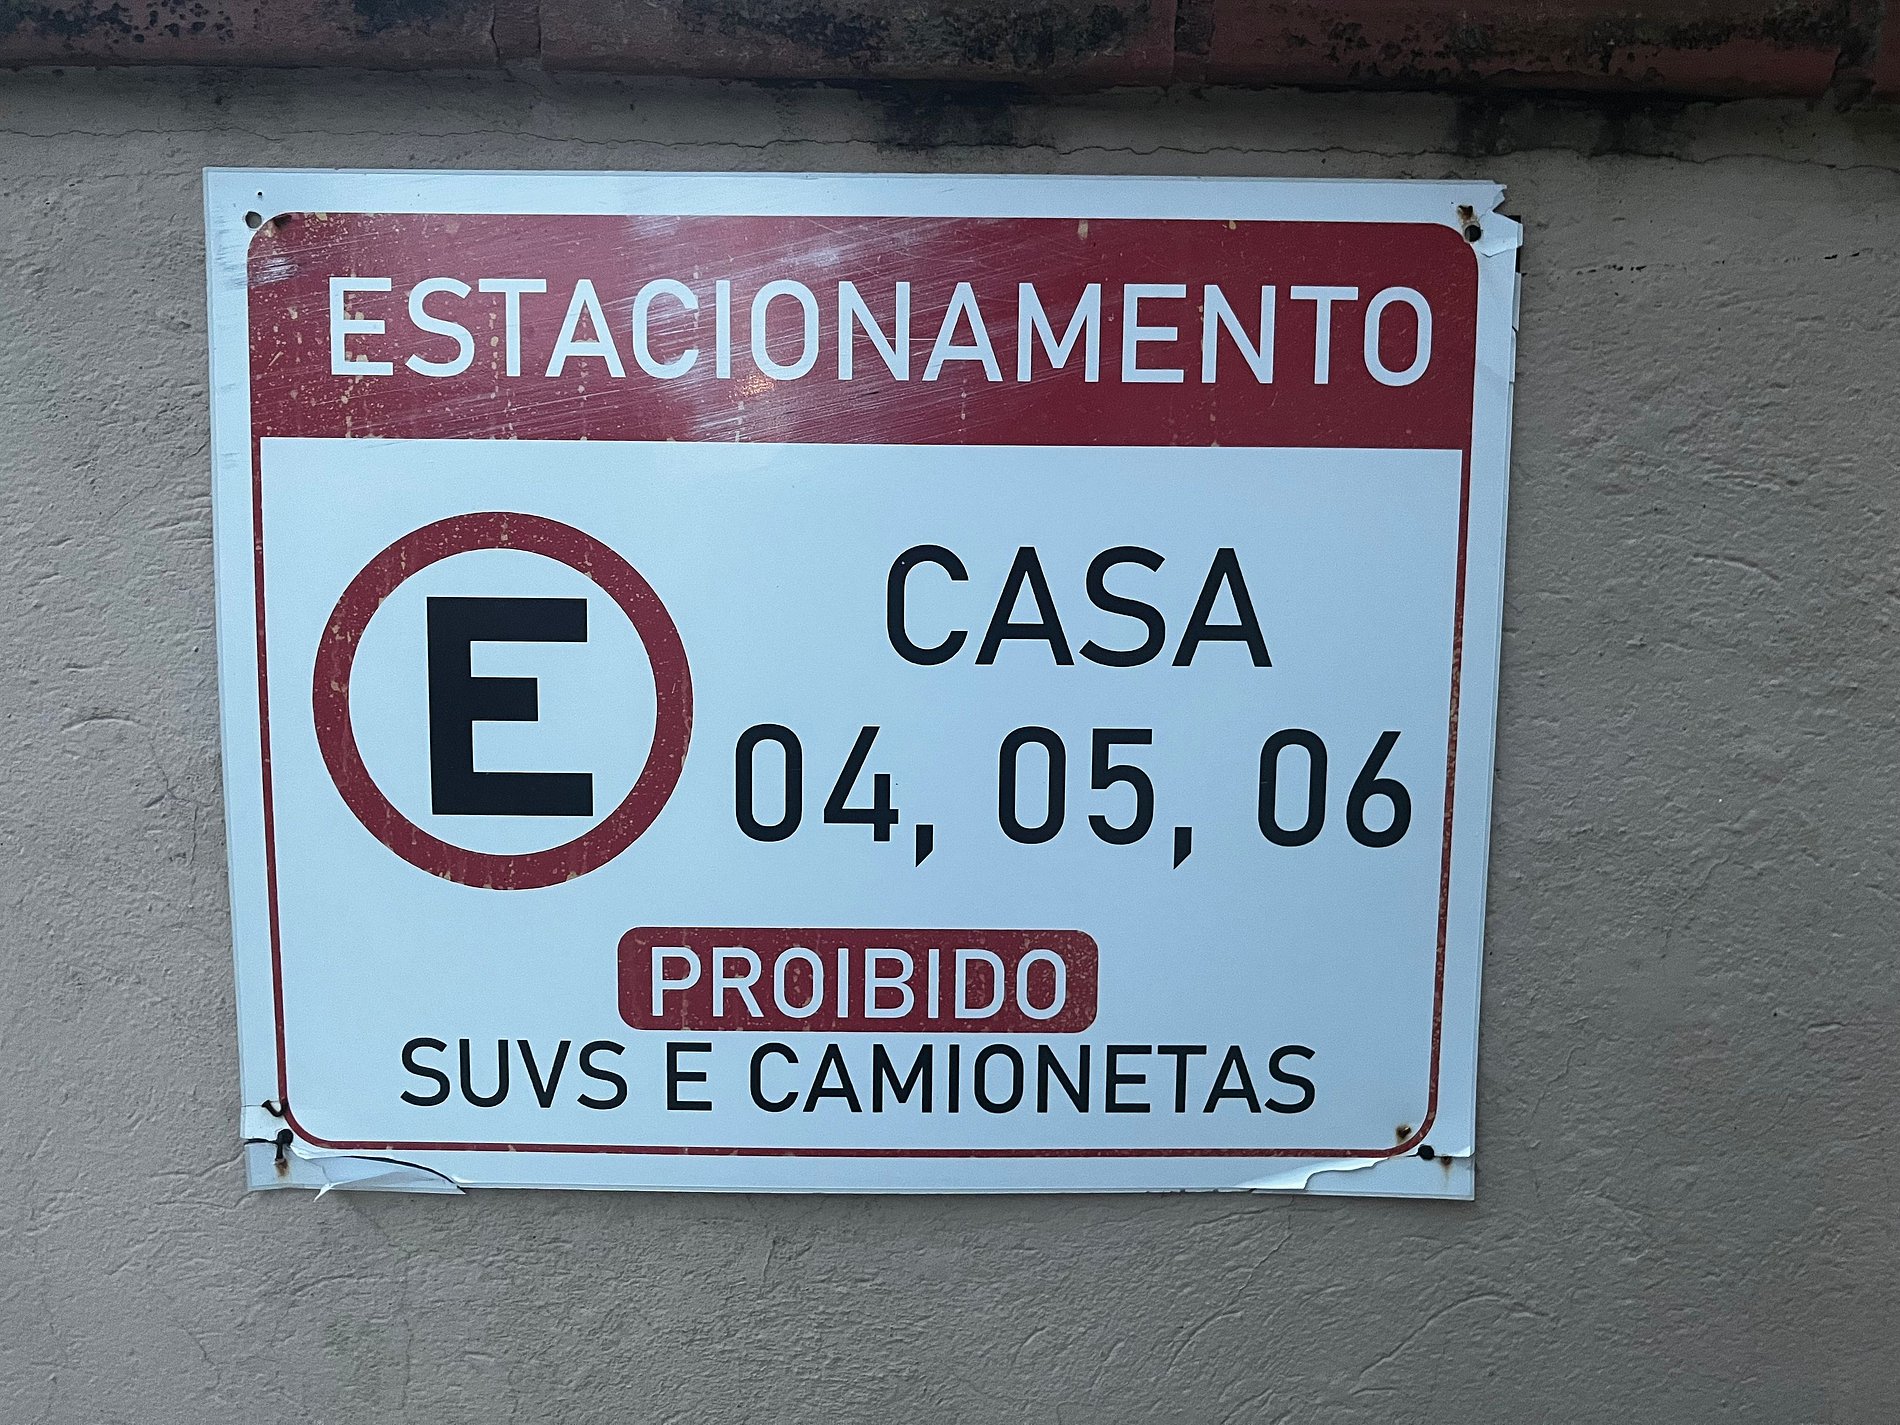 ESTACIONAMENTO
E
CASA
04, 05, 06
PROIBIDO
SUVS E CAMIONETAS